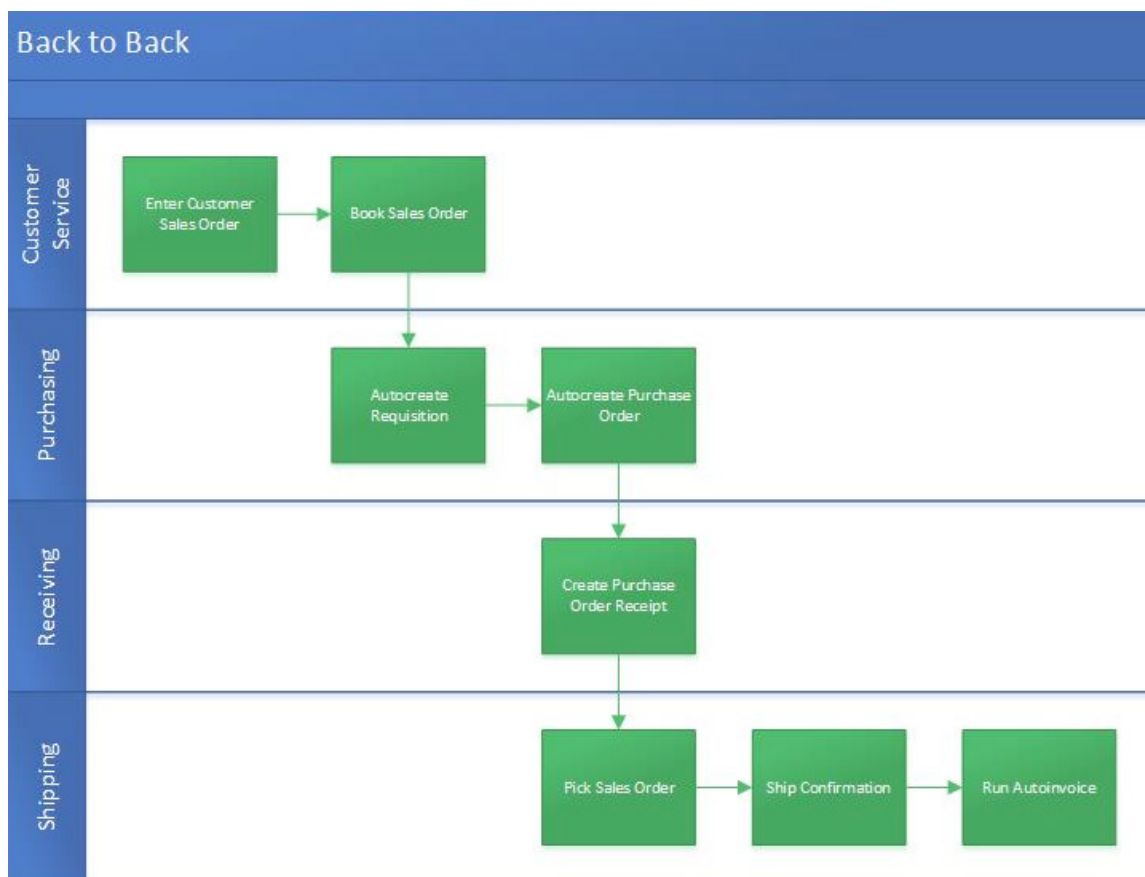 Back to Back
Customer
Service
Enter Customer
Sales Order
Book Sales Order
Purchasing
Autocreate
Requisition
Autocreate Purchase
Order
Receiving
Create Purchase
Order Receipt
Shipping
Pick Sales Order
Ship Confirmation
Run Autoinvoice